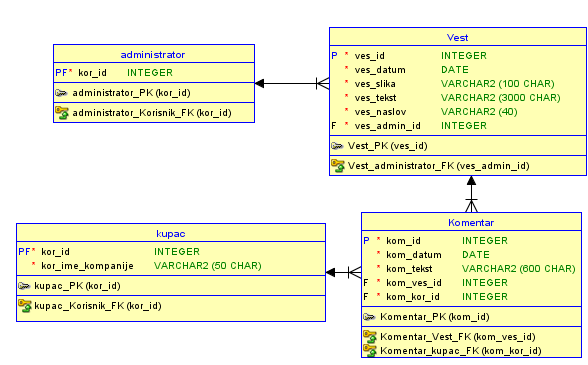 administrator
PF* kor_id INTEGER
administrator_PK (kor_id)
administrator_Korisnik_FK (kor_id)
Vest
P * ves_id INTEGER
* ves_datum DATE
* ves_slika VARCHAR2 (100 CHAR)
* ves_tekst VARCHAR2 (3000 CHAR)
* ves_naslov VARCHAR2 (40)
F * ves_admin_id INTEGER
Vest_PK (ves_id)
Vest_administrator_FK (ves_admin_id)
kupac
PF* kor_id INTEGER
* kor_ime_kompanije VARCHAR2 (50 CHAR)
kupac_PK (kor_id)
kupac_Korisnik_FK (kor_id)
Komentar
P * kom_id INTEGER
* kom_datum DATE
* kom_tekst VARCHAR2 (600 CHAR)
F * kom_ves_id INTEGER
F * kom_kor_id INTEGER
Komentar_PK (kom_id)
Komentar_Vest_FK (kom_ves_id)
Komentar_kupac_FK (kom_kor_id)